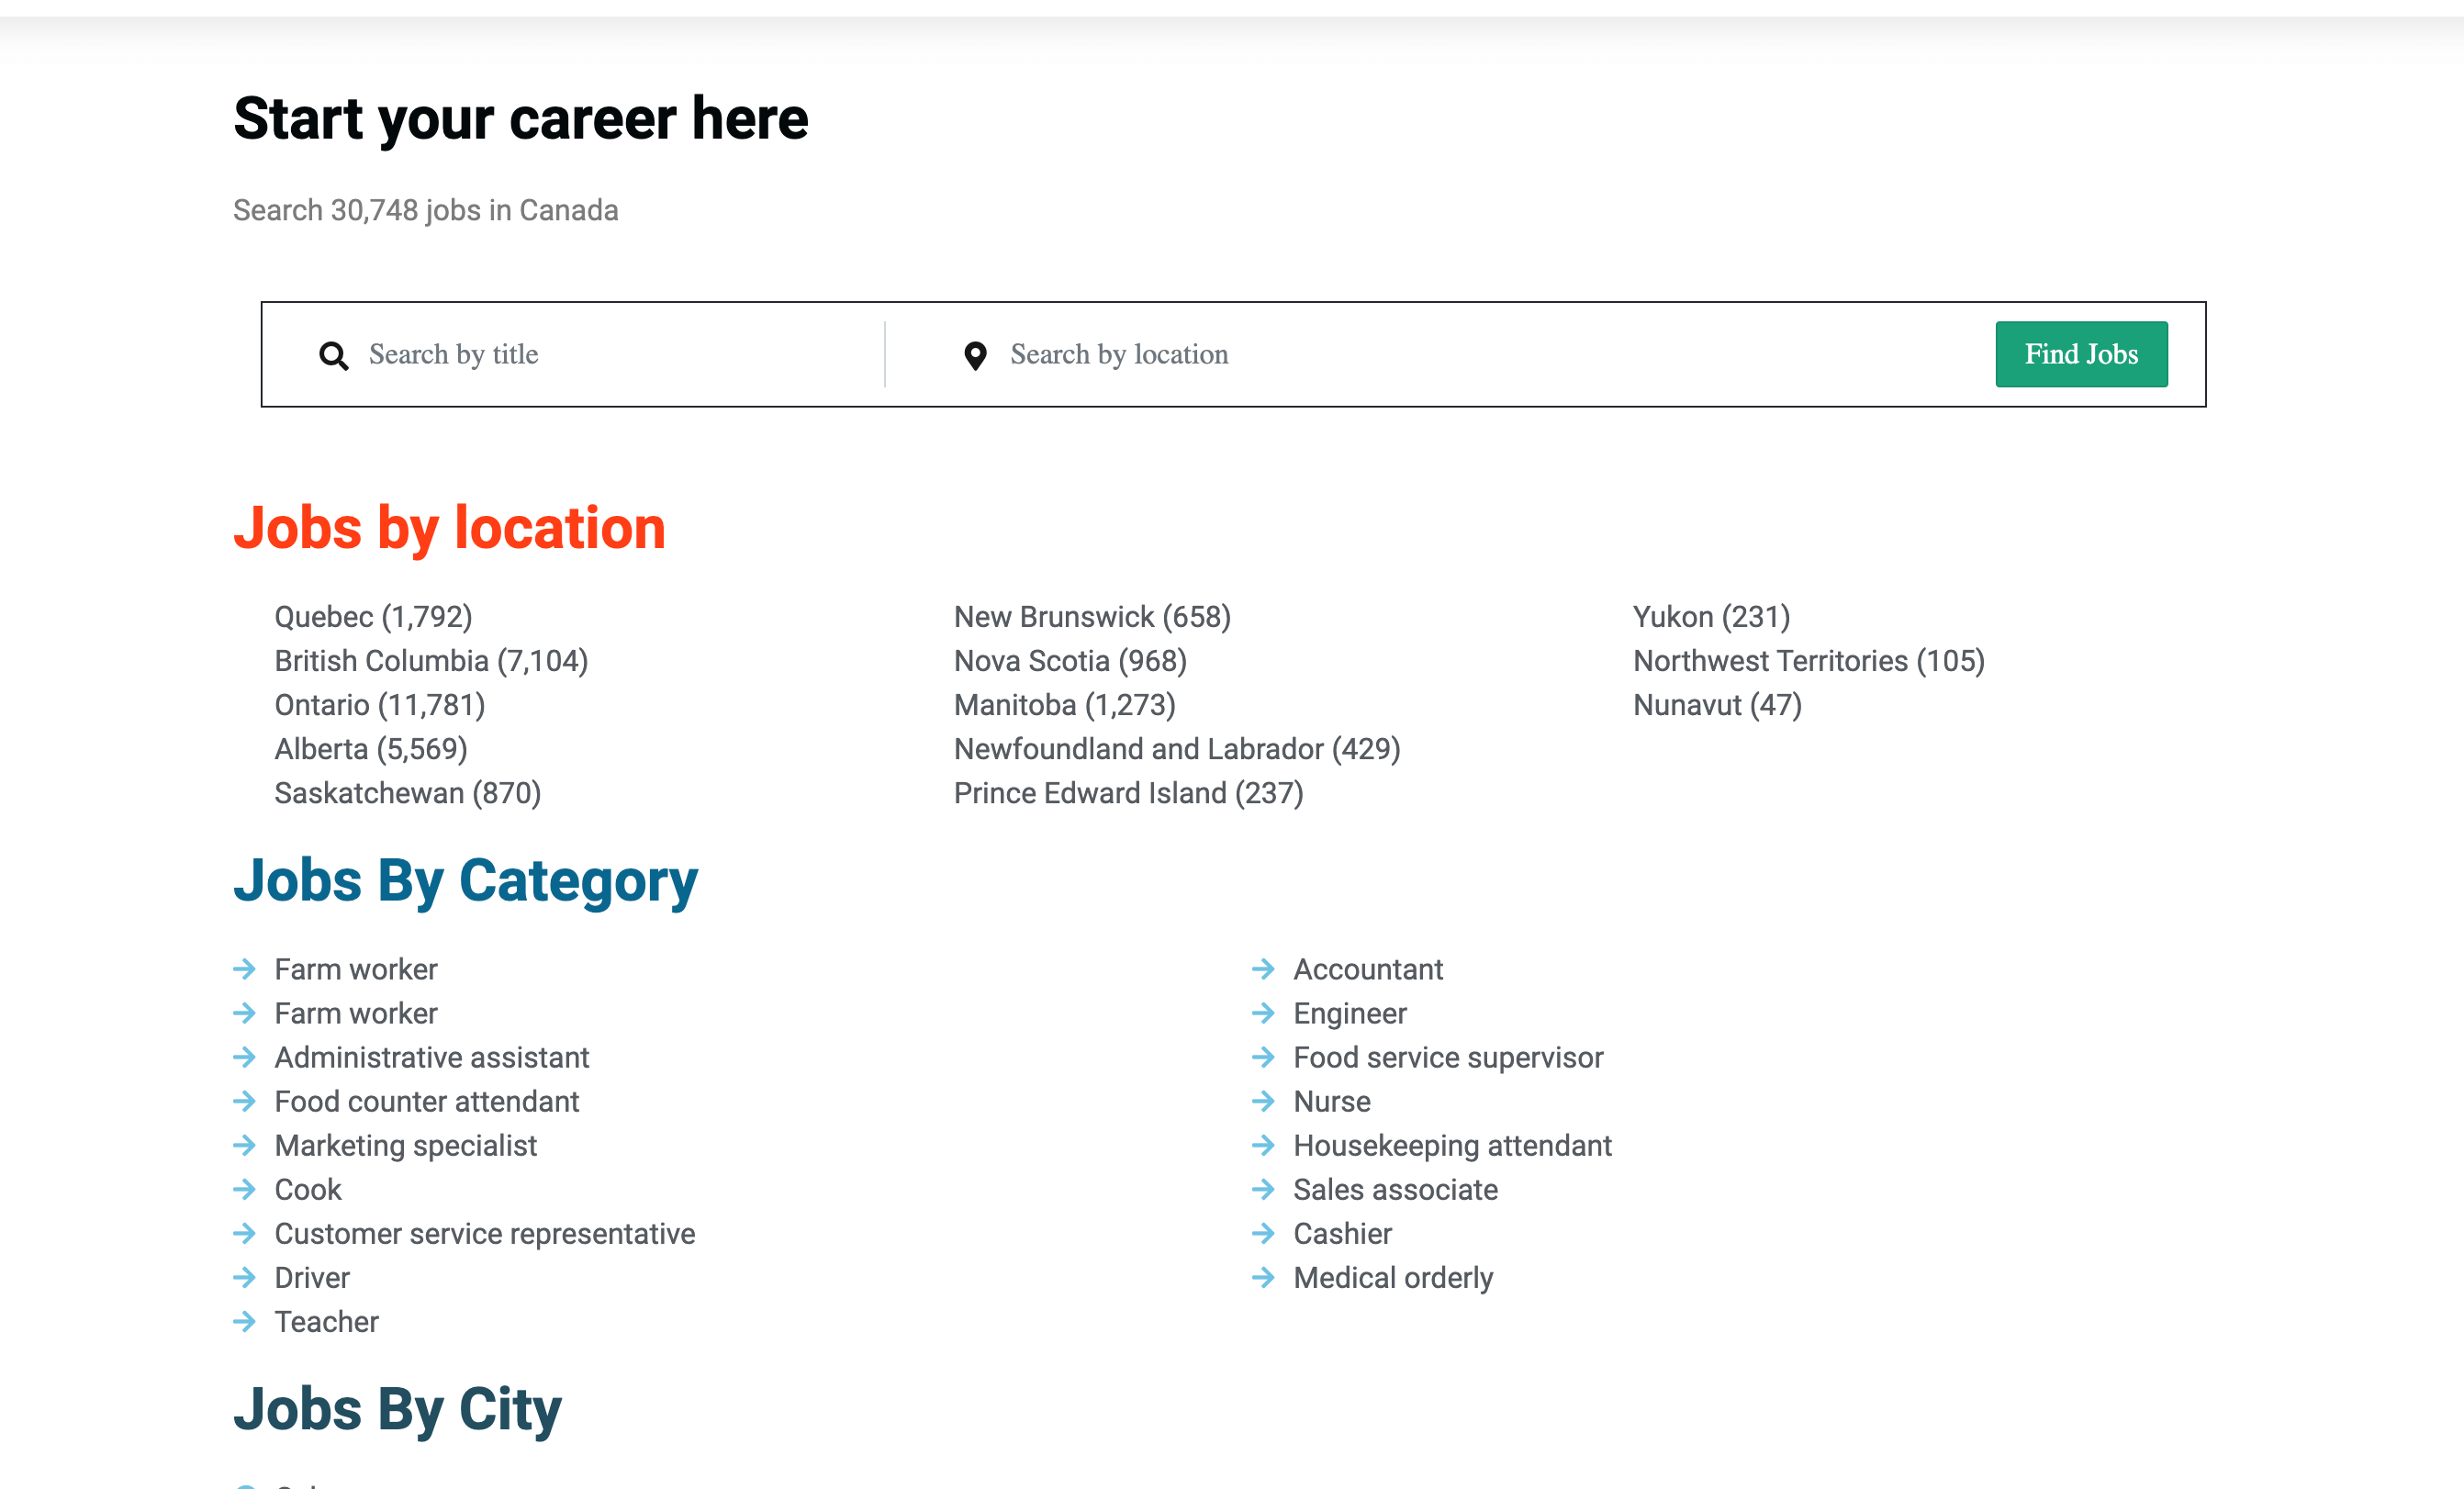 Start your career here
Search 30,748 jobs in Canada
Search by title
Search by location
Find Jobs
Jobs by location
Quebec (1,792)
British Columbia (7,104)
Ontario (11,781)
Alberta (5,569)
Saskatchewan (870)
New Brunswick (658)
Nova Scotia (968)
Manitoba (1,273)
Newfoundland and Labrador (429)
Prince Edward Island (237)
Yukon (231)
Northwest Territories (105)
Nunavut (47)
Jobs By Category
Farm worker
Farm worker
Administrative assistant
Food counter attendant
Marketing specialist
Cook
Customer service representative
Driver
Teacher
Accountant
Engineer
Food service supervisor
Nurse
Housekeeping attendant
Sales associate
Cashier
Medical orderly
Jobs By City